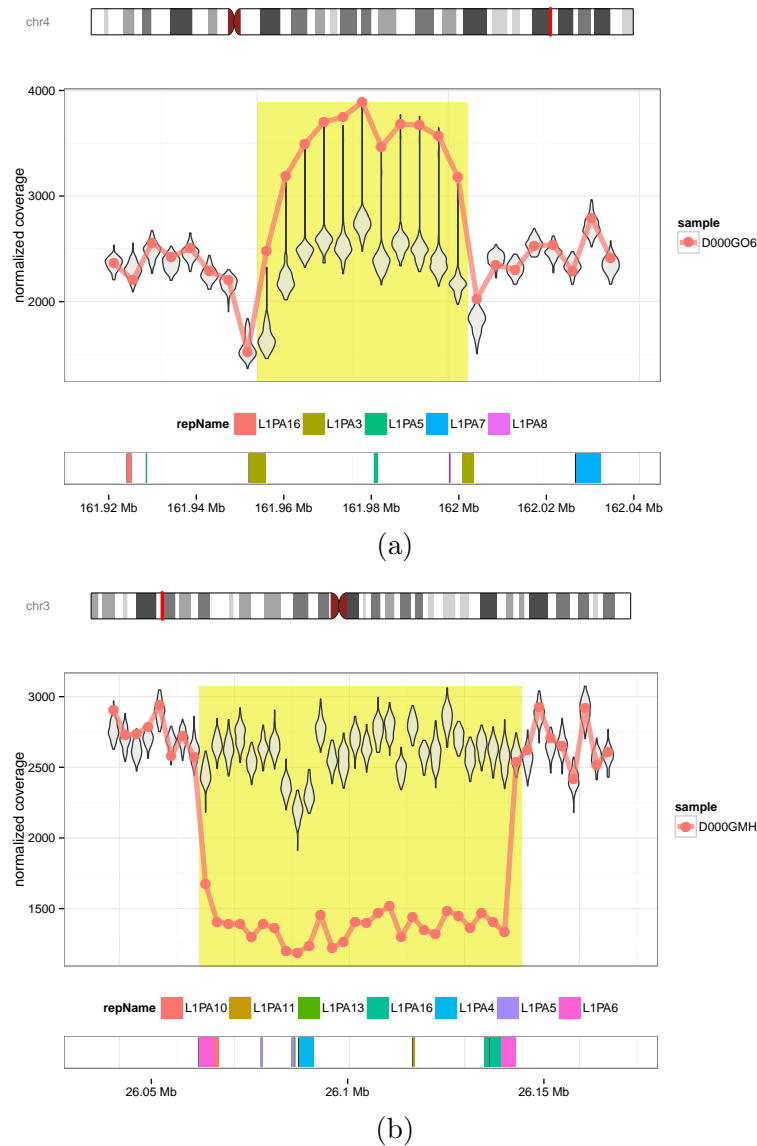 chr4
4000
3000
2000
normalized coverage
sample
D000GO6
repName L1PA16 L1PA3 L1PA5 L1PA7 L1PA8
161.92 Mb 161.94 Mb 161.96 Mb 161.98 Mb 162 Mb 162.02 Mb 162.04 Mb
(a)
chr3
3000
2500
2000
1500
normalized coverage
sample
D000GMH
repName L1PA10 L1PA11 L1PA13 L1PA16 L1PA4 L1PA5 L1PA6
26.05 Mb 26.1 Mb 26.15 Mb
(b)